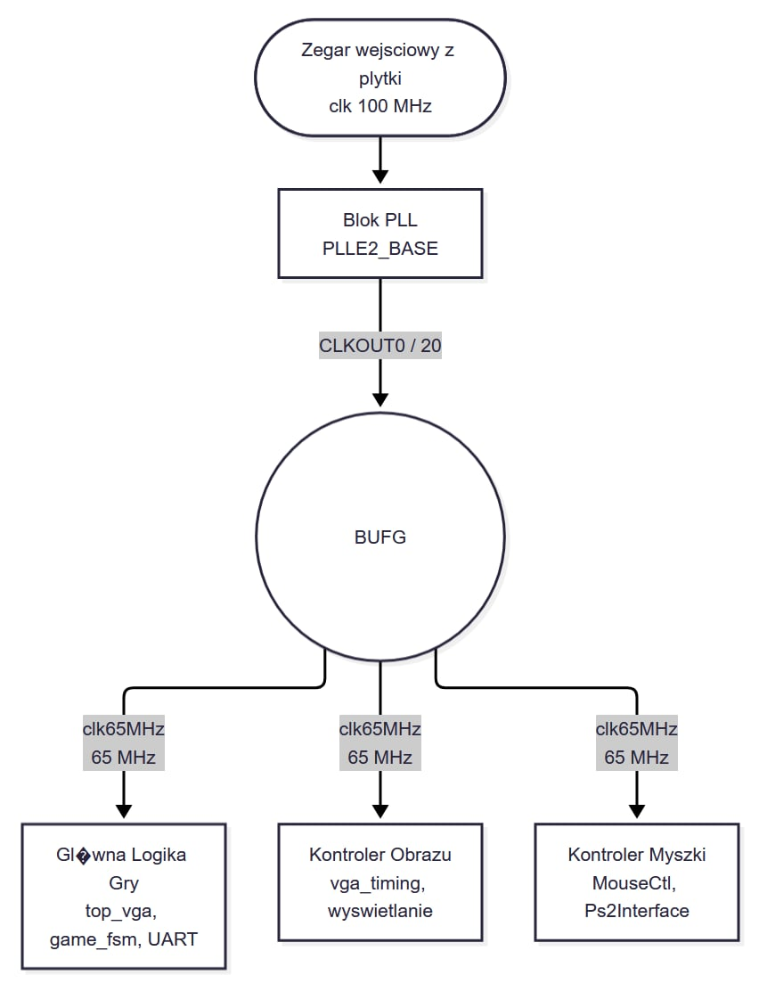 Zegar wejsciowy z
plytki
clk 100 MHz
Blok PLL
PLLE2_BASE
CLKOUT0 / 20
BUFG
clk65MHz
65 MHz
clk65MHz
65 MHz
clk65MHz
65 MHz
Gl�wna Logika
Gry
top_vga,
game_fsm, UART
Kontroler Obrazu
vga_timing,
wyswietlanie
Kontroler Myszki
MouseCtl,
Ps2Interface